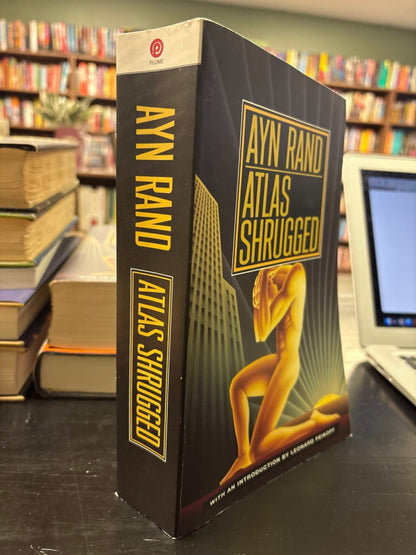 PLUME
AYN RAND
ATLAS SHRUGGED
AYN RAND
ATLAS
SHRUGGED
WITH AN INTRODUCTION BY LEONARD PEIKOFF